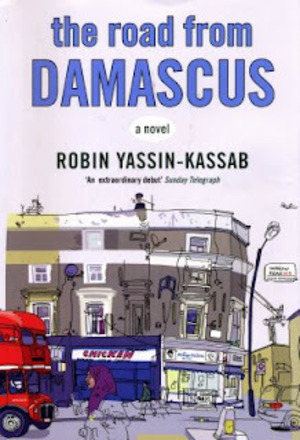 the road from
DAMASCUS
a novel
ROBIN YASSIN-KASSAB
'An extraordinary debut' Sunday Telegraph
CHICKEN